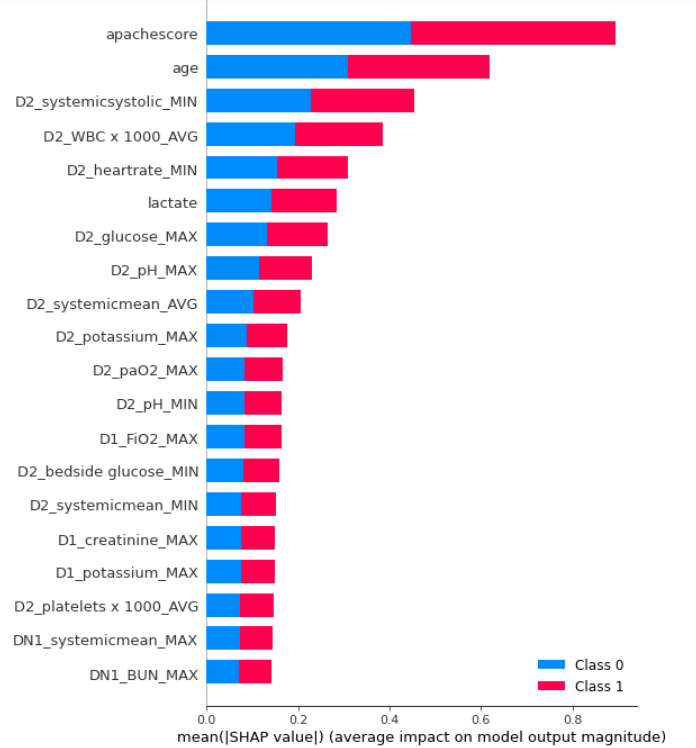 apachescore
age
D2_systemicsystolic_MIN
D2_WBC x 1000_AVG
D2_heartrate_MIN
lactate
D2_glucose_MAX
D2_pH_MAX
D2_systemicmean_AVG
D2_potassium_MAX
D2_paO2_MAX
D2_pH_MIN
D1_FiO2_MAX
D2_bedside glucose_MIN
D2_systemicmean_MIN
D1_creatinine_MAX
D1_potassium_MAX
D2_platelets x 1000_AVG
DN1_systemicmean_MAX
DN1_BUN_MAX
Class 0
Class 1
0.0 0.2 0.4 0.6 0.8
mean(|SHAP value|) (average impact on model output magnitude)